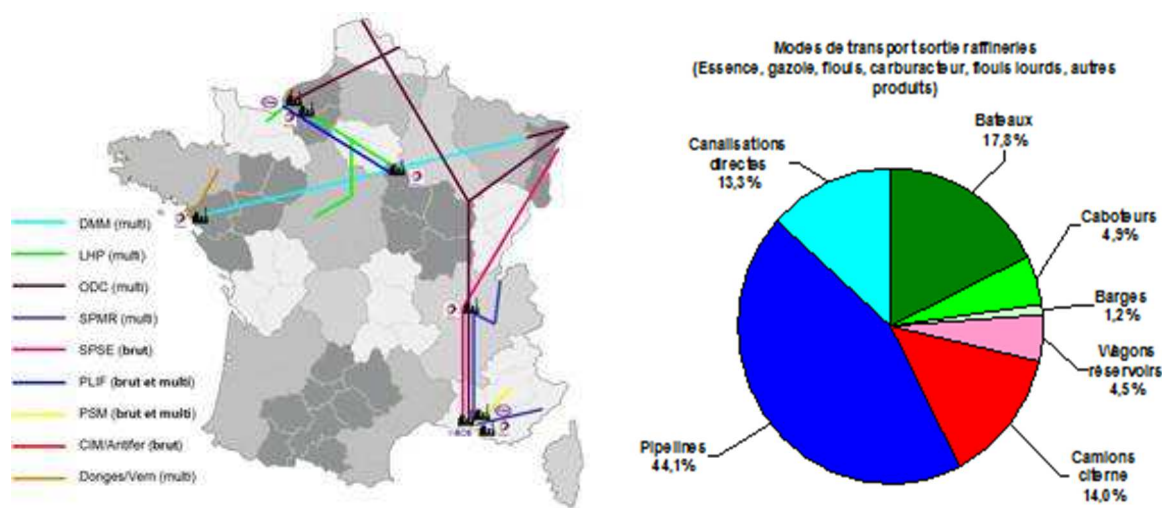 DMM (multi)
LHP (multi)
ODC (multi)
SPMR (multi)
SPSE (brut)
PLIF (brut et multi)
PSM (brut et multi)
CIM/Antifer (brut)
Donges/Vern (multi)
Modes de transport sortie raffineries
(Essence, gazole, fiouls, carburacteur, fiouls lourds, autres
produits)
Bateaux
17,8%
Canalisations
directes
13,3%
Caboteurs
4,9%
Barges
1,2%
Wagons
réservoirs
4,5%
Pipelines
44,1%
Camions
citerne
14,0%